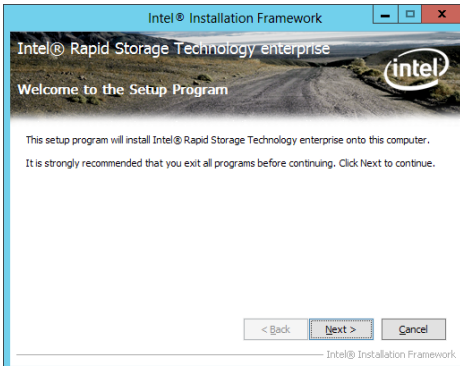 Intel® Installation Framework
Intel® Rapid Storage Technology enterprise
intel
Welcome to the Setup Program
This setup program will install Intel® Rapid Storage Technology enterprise onto this computer.
It is strongly recommended that you exit all programs before continuing. Click Next to continue.
< Back Next > Cancel
Intel® Installation Framework